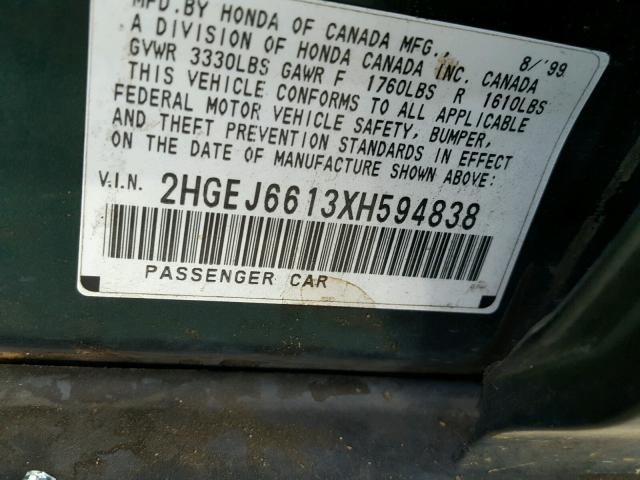 MFD.BY HONDA OF CANADA MFG.,
A DIVISION OF HONDA CANADA INC. CANADA 8/'99
GVWR 3330LBS GAWR F 1760LBS R 1610LBS
THIS VEHICLE CONFORMS TO ALL APPLICABLE
FEDERAL MOTOR VEHICLE SAFETY, BUMPER,
AND THEFT PREVENTION STANDARDS IN EFFECT
ON THE DATE OF MANUFACTURE SHOWN ABOVE:
V.I.N. 2HGEJ6613XH594838
PASSENGER CAR